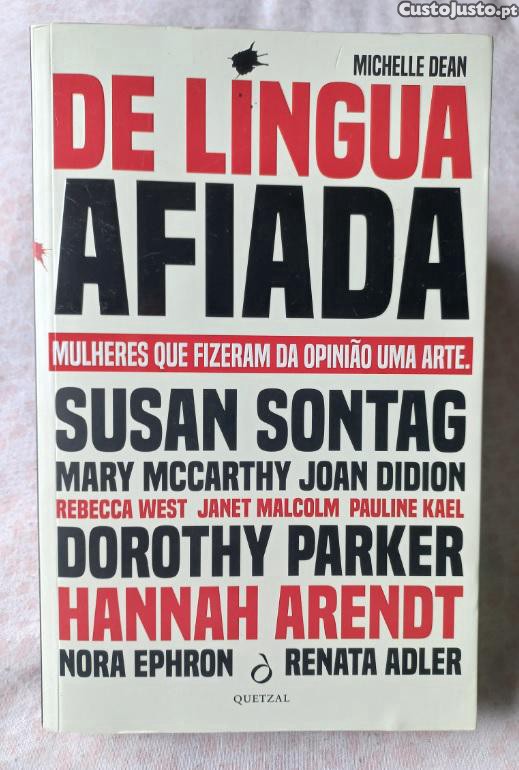 CustoJusto.pt
MICHELLE DEAN
DE LÍNGUA
AFIADA
MULHERES QUE FIZERAM DA OPINIÃO UMA ARTE.
SUSAN SONTAG
MARY MCCARTHY JOAN DIDION
REBECCA WEST JANET MALCOLM PAULINE KAEL
DOROTHY PARKER
HANNAH ARENDT
NORA EPHRON RENATA ADLER
QUETZAL